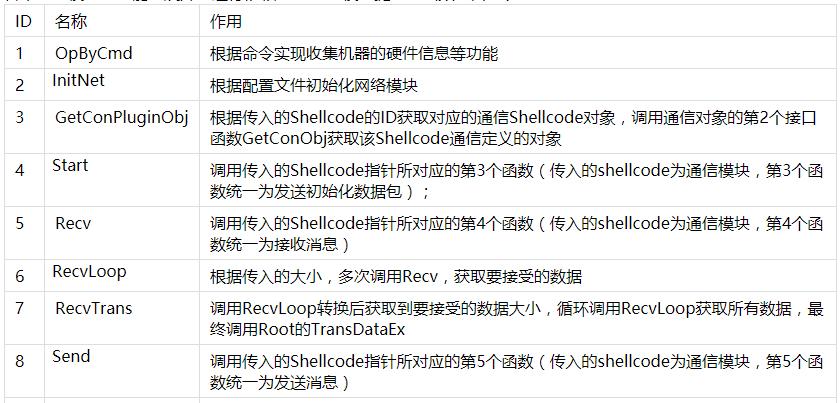 ID 名称 作用
1 OpByCmd 根据命令实现收集机器的硬件信息等功能
2 InitNet 根据配置文件初始化网络模块
3 GetConPluginObj 根据传入的Shellcode的ID获取对应的通信Shellcode对象，调用通信对象的第2个接口
函数GetConObj获取该Shellcode通信定义的对象
4 Start 调用传入的Shellcode指针所对应的第3个函数（传入的shellcode为通信模块，第3个函
数统一为发送初始化数据包）；
5 Recv 调用传入的Shellcode指针所对应的第4个函数（传入的shellcode为通信模块，第4个函
数统一为接收消息）
6 RecvLoop 根据传入的大小，多次调用Recv，获取要接受的数据
7 RecvTrans 调用RecvLoop转换后获取到要接受的数据大小，循环调用RecvLoop获取所有数据，最
终调用Root的TransDataEx
8 Send 调用传入的Shellcode指针所对应的第5个函数（传入的shellcode为通信模块，第5个函
数统一为发送消息）